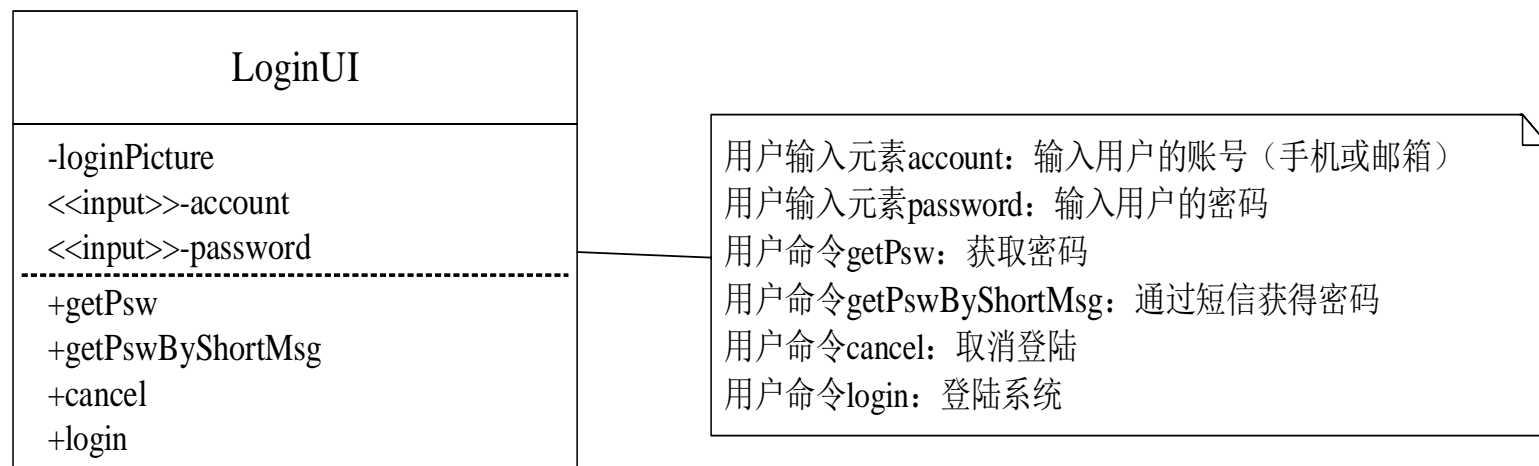 LoginUI
-loginPicture
<<input>>-account
<<input>>-password
+getPsw
+getPswByShortMsg
+cancel
+login
用户输入元素account：输入用户的账号（手机或邮箱）
用户输入元素password：输入用户的密码
用户命令getPsw：获取密码
用户命令getPswByShortMsg：通过短信获得密码
用户命令cancel：取消登陆
用户命令login：登陆系统